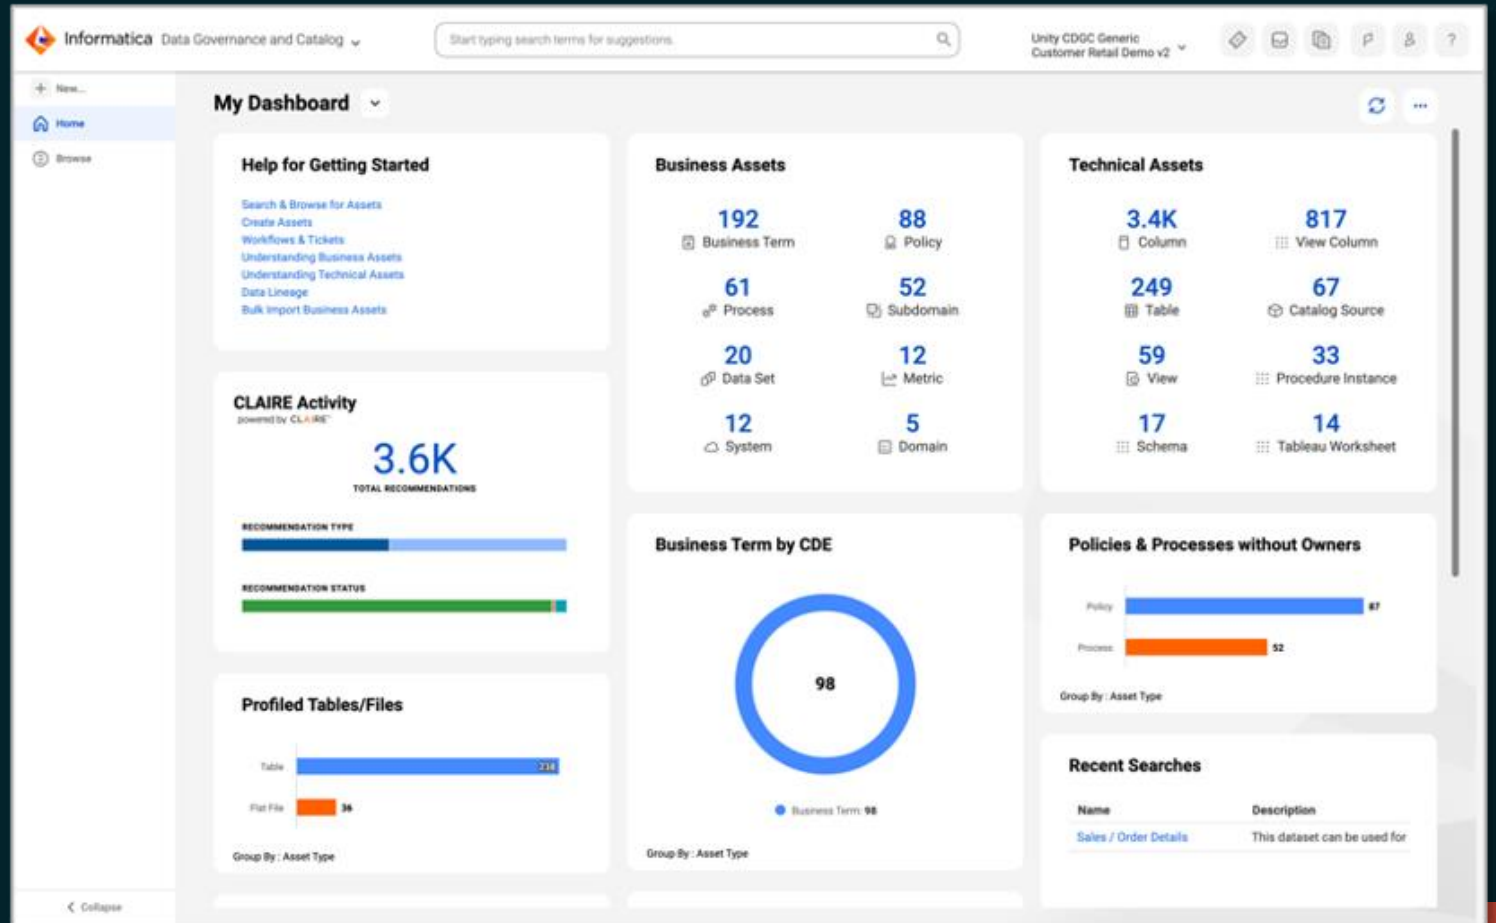 Informatica Data Governance and Catalog
Start typing search terms for suggestions.
Unity CDGC Generic
Customer Retail Demo v2
?
New...
Home
Browse
Collapse
My Dashboard
Help for Getting Started
Search & Browse for Assets
Create Assets
Workflows & Tickets
Understanding Business Assets
Understanding Technical Assets
Data Lineage
Bulk Import Business Assets
CLAIRE Activity
powered by CLAIRE
3.6K
TOTAL RECOMMENDATIONS
RECOMMENDATION TYPE
RECOMMENDATION STATUS
Profiled Tables/Files
Table
Flat File 36
Group By : Asset Type
Business Assets
192 88
Business Term Policy
61 52
Process Subdomain
20 12
Data Set Metric
12 5
System Domain
Business Term by CDE
98
Business Term: 98
Group By : Asset Type
Technical Assets
3.4K 817
Column View Column
249 67
Table Catalog Source
59 33
View Procedure Instance
17 14
Schema Tableau Worksheet
Policies & Processes without Owners
Policy 87
Process 52
Group By : Asset Type
Recent Searches
Name Description
Sales / Order Details This dataset can be used for